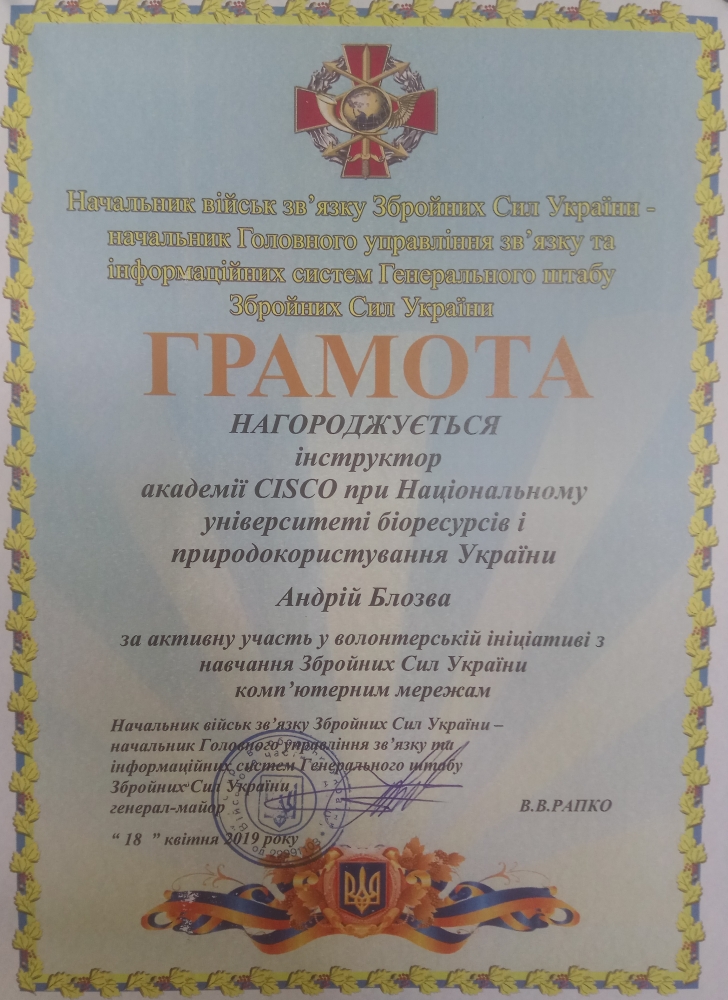 Начальник військ зв’язку Збройних Сил України -
начальник Головного управління зв’язку та
інформаційних систем Генерального штабу
Збройних Сил України
ГРАМОТА
НАГОРОДЖУЄТЬСЯ
інструктор
академії CISCO при Національному
університеті біоресурсів і
природокористування України
Андрій Блозва
за активну участь у волонтерській ініціативі з
навчання Збройних Сил України
комп’ютерним мережам
Начальник військ зв’язку Збройних Сил України –
начальник Головного управління зв’язку та
інформаційних систем Генерального штабу
Збройних Сил України
генерал-майор
В.В.РАПКО
“ 18 ” квітня 2019 року